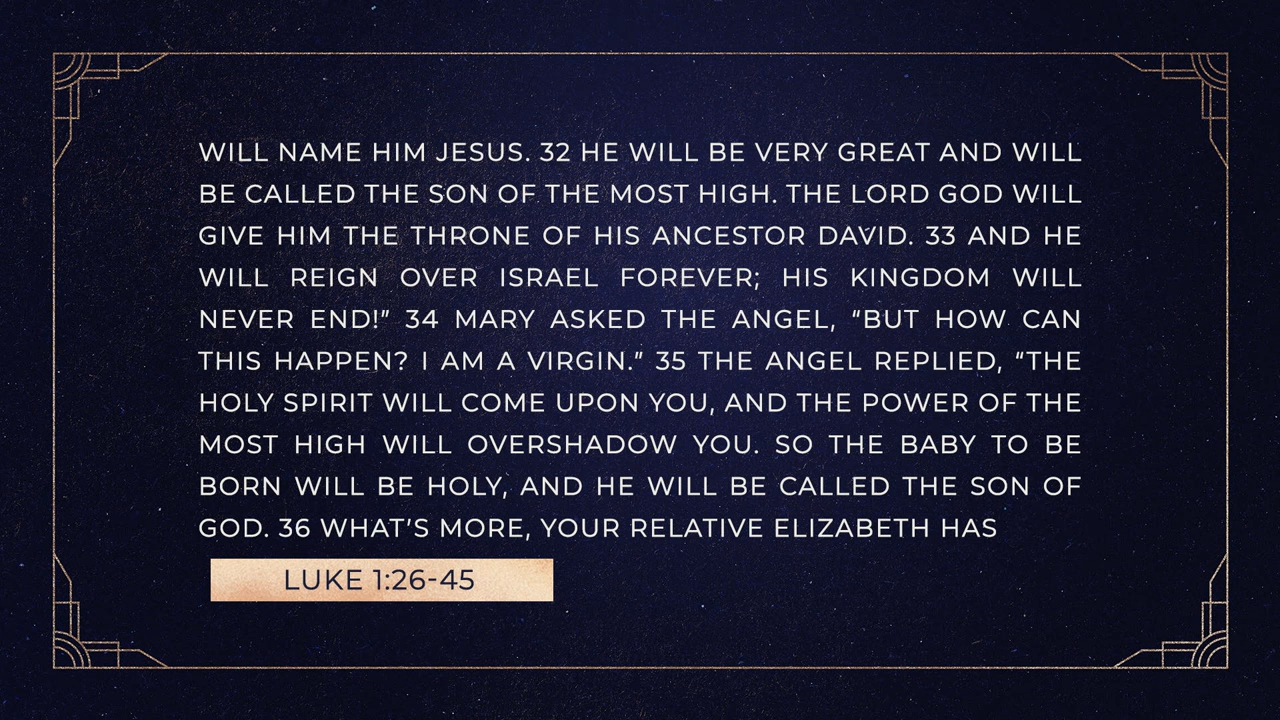 WILL NAME HIM JESUS. 32 HE WILL BE VERY GREAT AND WILL
BE CALLED THE SON OF THE MOST HIGH. THE LORD GOD WILL
GIVE HIM THE THRONE OF HIS ANCESTOR DAVID. 33 AND HE
WILL REIGN OVER ISRAEL FOREVER; HIS KINGDOM WILL
NEVER END!” 34 MARY ASKED THE ANGEL, “BUT HOW CAN
THIS HAPPEN? I AM A VIRGIN.” 35 THE ANGEL REPLIED, “THE
HOLY SPIRIT WILL COME UPON YOU, AND THE POWER OF THE
MOST HIGH WILL OVERSHADOW YOU. SO THE BABY TO BE
BORN WILL BE HOLY, AND HE WILL BE CALLED THE SON OF
GOD. 36 WHAT’S MORE, YOUR RELATIVE ELIZABETH HAS
LUKE 1:26-45